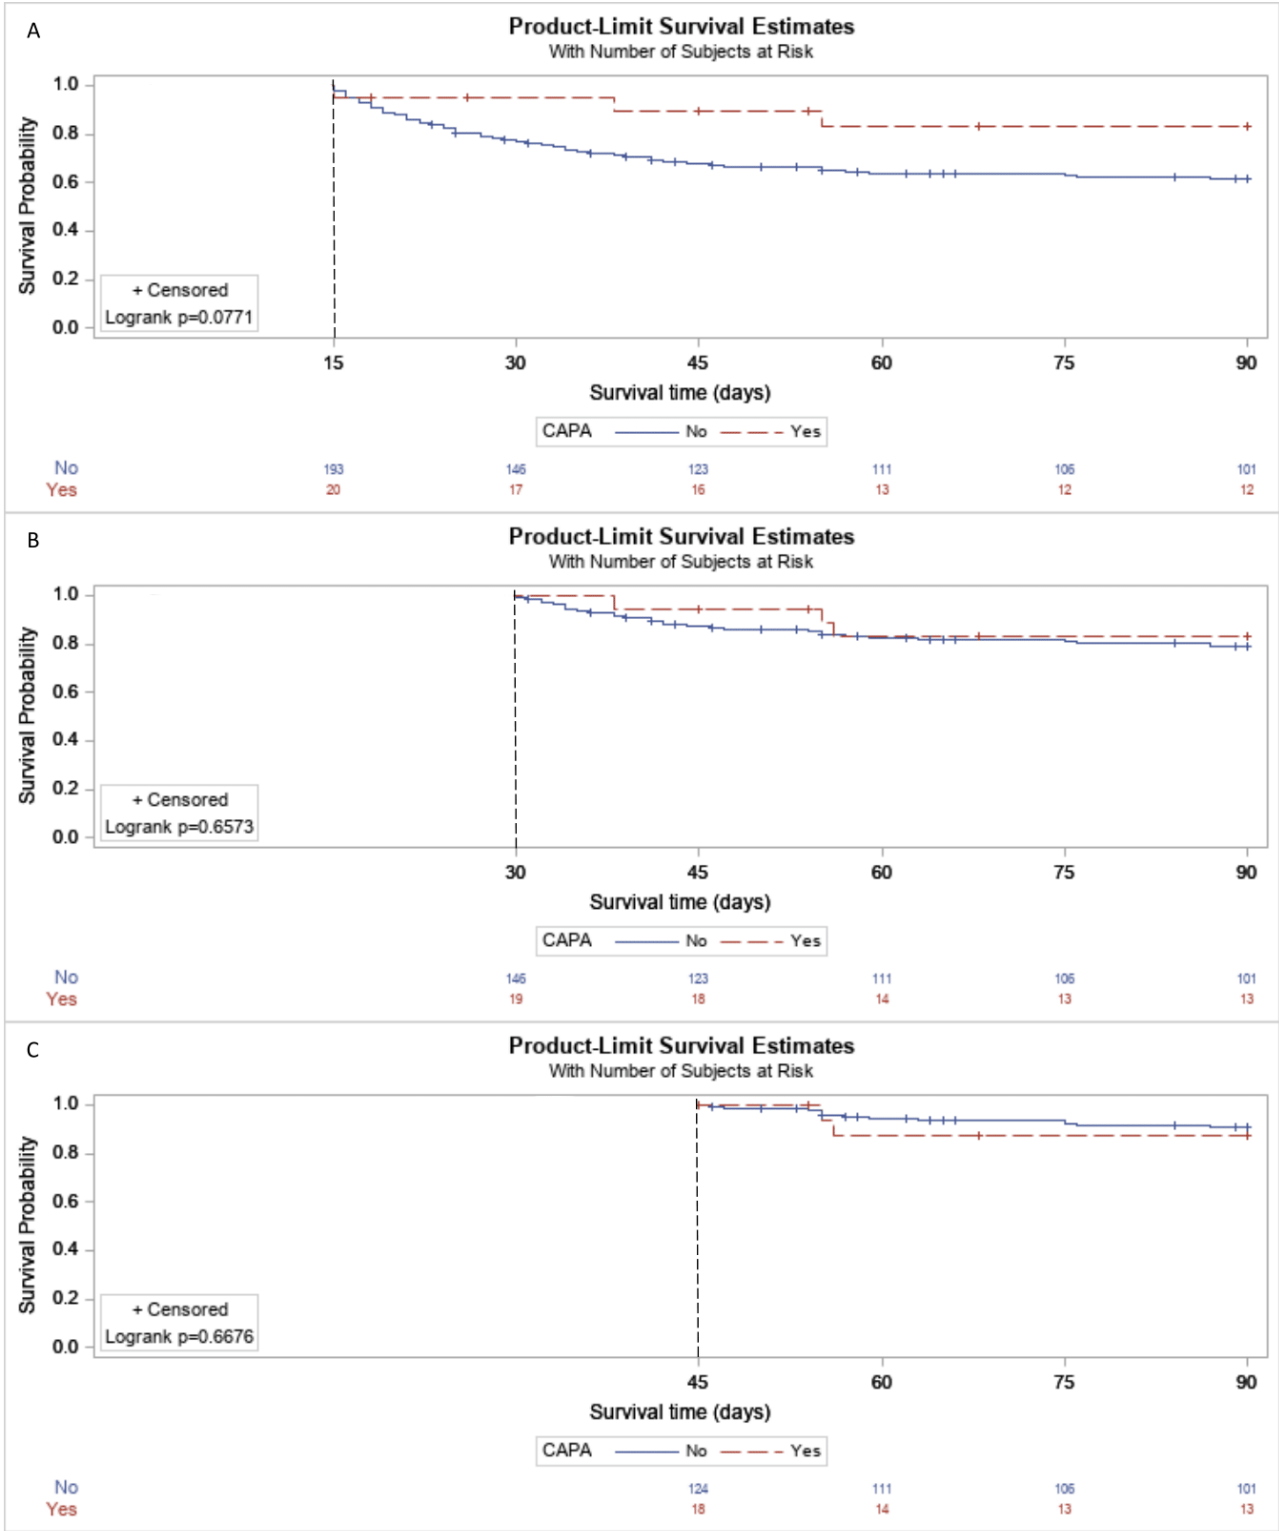 A
Product-Limit Survival Estimates
With Number of Subjects at Risk
1.0
0.8
0.6
0.4
0.2
0.0
Survival Probability
+ Censored
Logrank p=0.0771
15 30 45 60 75 90
Survival time (days)
CAPA No Yes
No 193 146 123 111 106 101
Yes 20 17 16 13 12 12
B
Product-Limit Survival Estimates
With Number of Subjects at Risk
1.0
0.8
0.6
0.4
0.2
0.0
Survival Probability
+ Censored
Logrank p=0.6573
30 45 60 75 90
Survival time (days)
CAPA No Yes
No 146 123 111 106 101
Yes 19 18 14 13 13
C
Product-Limit Survival Estimates
With Number of Subjects at Risk
1.0
0.8
0.6
0.4
0.2
0.0
Survival Probability
+ Censored
Logrank p=0.6676
45 60 75 90
Survival time (days)
CAPA No Yes
No 124 111 106 101
Yes 18 14 13 13